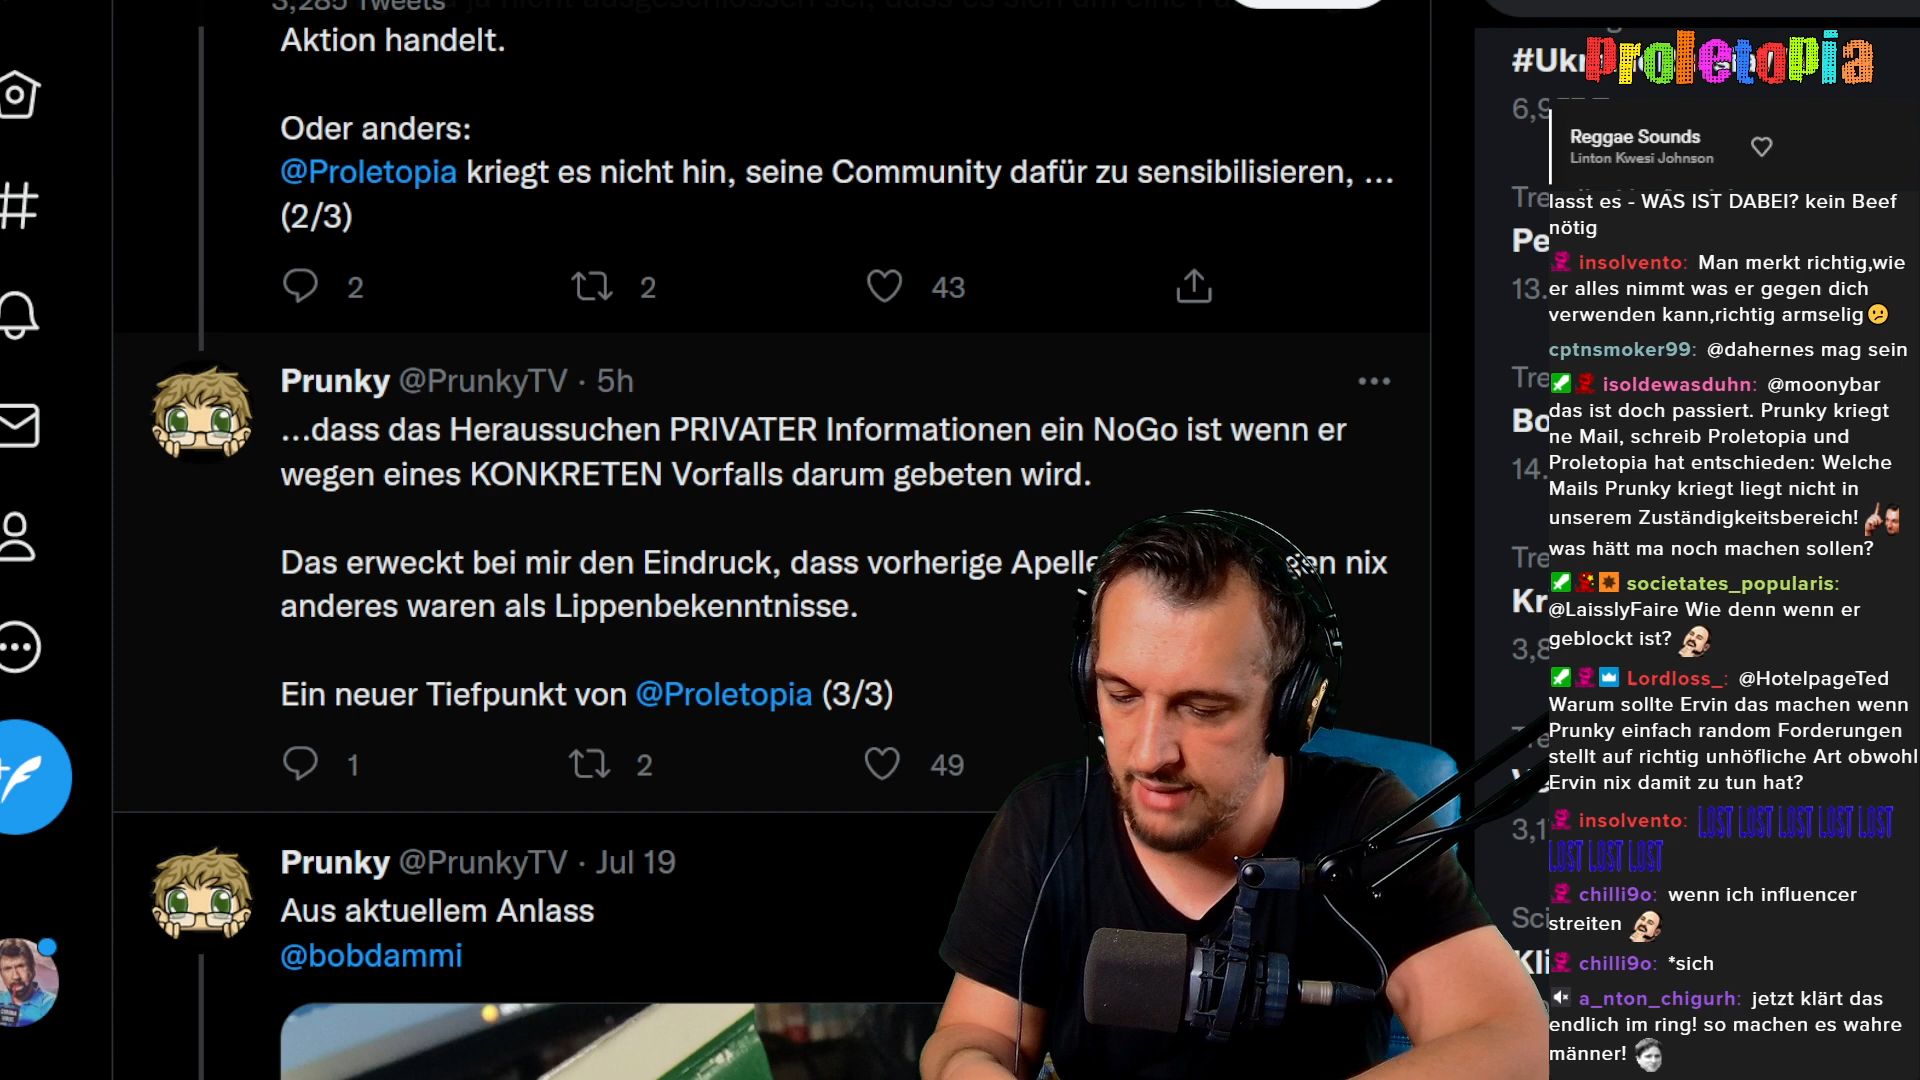 3,285 Tweets
Aktion handelt.
Oder anders:
@Proletopia kriegt es nicht hin, seine Community dafür zu sensibilisieren, ...
(2/3)
2
2
43
Prunky @PrunkyTV · 5h
...dass das Heraussuchen PRIVATER Informationen ein NoGo ist wenn er
wegen eines KONKRETEN Vorfalls darum gebeten wird.
Das erweckt bei mir den Eindruck, dass vorherige Apelle nix
anderes waren als Lippenbekenntnisse.
Ein neuer Tiefpunkt von @Proletopia (3/3)
1
2
49
Prunky @PrunkyTV · Jul 19
Aus aktuellem Anlass
@bobdammi
Proletopia
Reggae Sounds
Linton Kwesi Johnson
lasst es - WAS IST DABEI? kein Beef
nötig
insolvento: Man merkt richtig,wie
er alles nimmt was er gegen dich
verwenden kann,richtig armselig
cptnsmoker99: @dahernes mag sein
isoldewasduhn: @moonybar
das ist doch passiert. Prunky kriegt
ne Mail, schreib Proletopia und
Proletopia hat entschieden: Welche
Mails Prunky kriegt liegt nicht in
unserem Zuständigkeitsbereich!
was hätt ma noch machen sollen?
societates_popularis:
@LaisslyFaire Wie denn wenn er
geblockt ist?
Lordloss_: @HotelpageTed
Warum sollte Ervin das machen wenn
Prunky einfach random Forderungen
stellt auf richtig unhöfliche Art obwohl
Ervin nix damit zu tun hat?
insolvento: LOST LOST LOST LOST LOST
LOST LOST LOST
chilli9o: wenn ich influencer
streiten
chilli9o: *sich
a_nton_chigurh: jetzt klärt das
endlich im ring! so machen es wahre
männer!